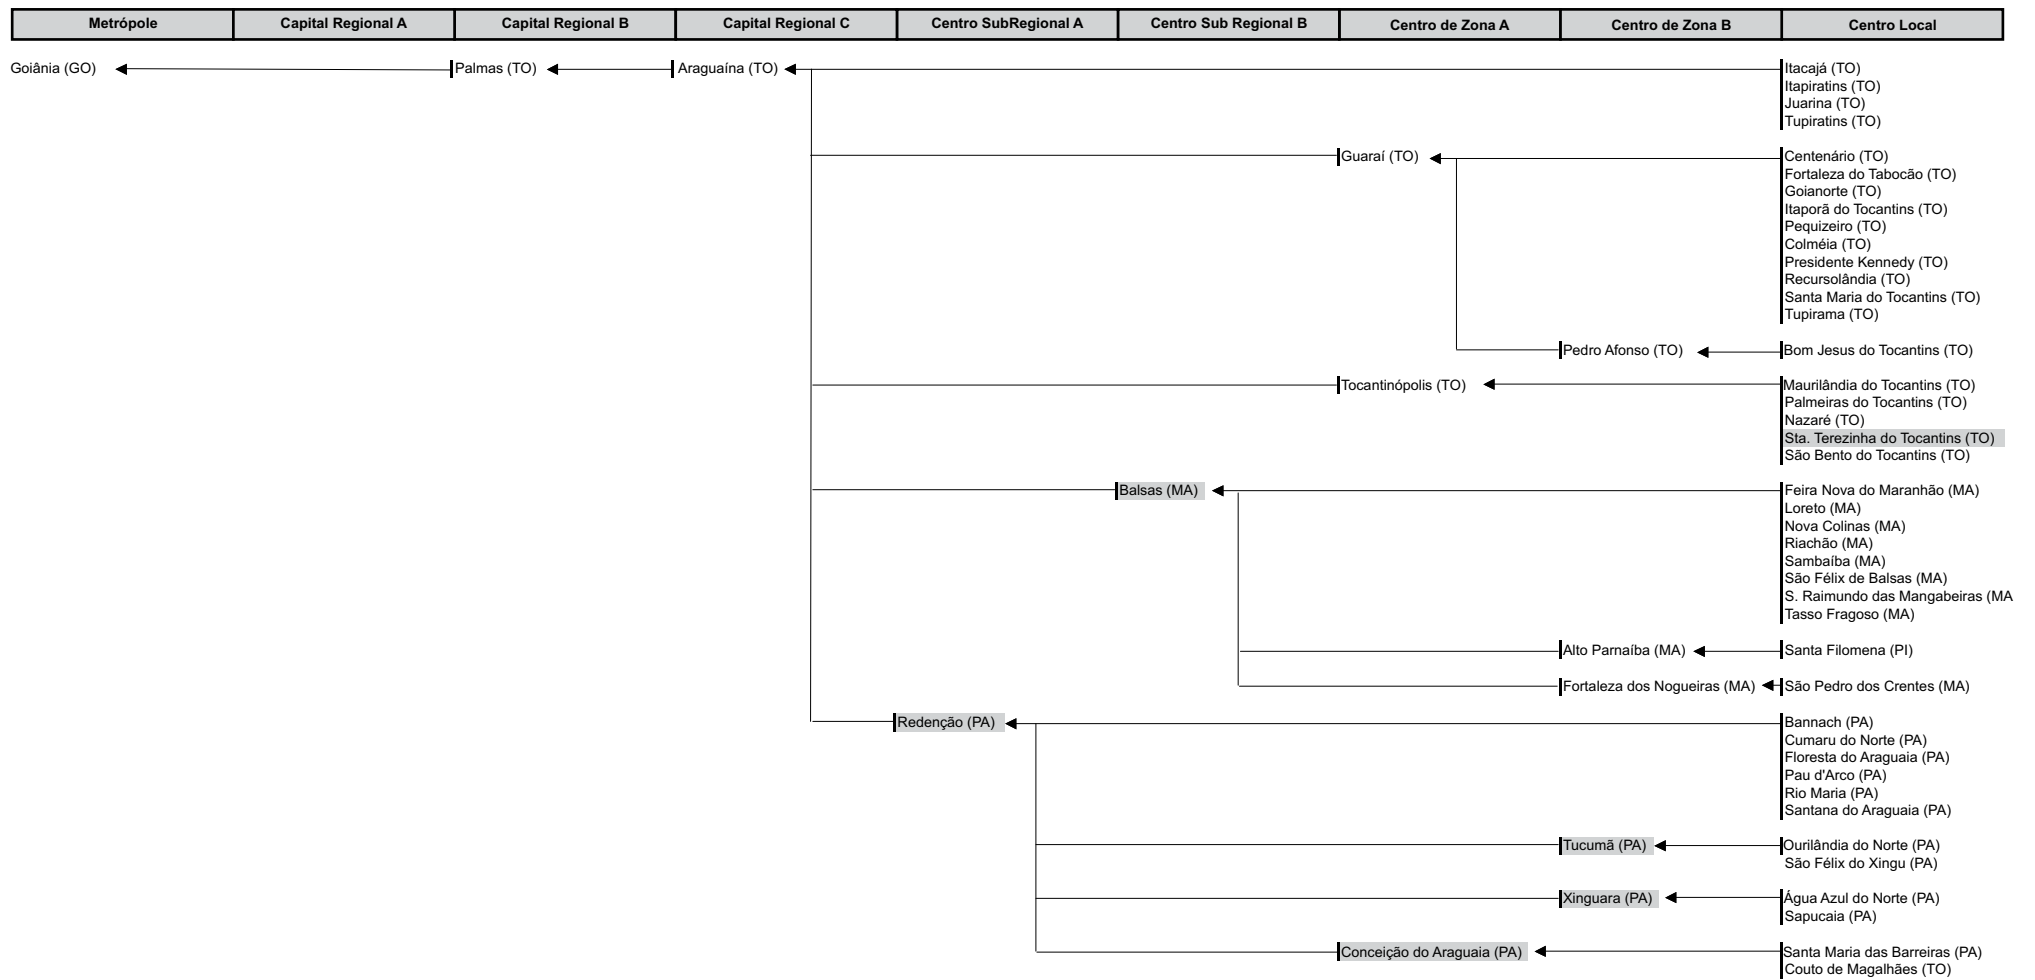 Metrópole Capital Regional A Capital Regional B Capital Regional C Centro SubRegional A Centro Sub Regional B Centro de Zona A Centro de Zona B Centro Local
Goiânia (GO) Palmas (TO) Araguaína (TO) Itacajá (TO)
Itapiratins (TO)
Juarina (TO)
Tupiratins (TO)
Guaraí (TO) Centenário (TO)
Fortaleza do Tabocão (TO)
Goianorte (TO)
Itaporã do Tocantins (TO)
Pequizeiro (TO)
Colméia (TO)
Presidente Kennedy (TO)
Recursolândia (TO)
Santa Maria do Tocantins (TO)
Tupirama (TO)
Pedro Afonso (TO) Bom Jesus do Tocantins (TO)
Tocantinópolis (TO) Maurilândia do Tocantins (TO)
Palmeiras do Tocantins (TO)
Nazaré (TO)
Sta. Terezinha do Tocantins (TO)
São Bento do Tocantins (TO)
Balsas (MA) Feira Nova do Maranhão (MA)
Loreto (MA)
Nova Colinas (MA)
Riachão (MA)
Sambaíba (MA)
São Félix de Balsas (MA)
S. Raimundo das Mangabeiras (MA
Tasso Fragoso (MA)
Alto Parnaíba (MA) Santa Filomena (PI)
Fortaleza dos Nogueiras (MA) São Pedro dos Crentes (MA)
Redenção (PA) Bannach (PA)
Cumaru do Norte (PA)
Floresta do Araguaia (PA)
Pau d'Arco (PA)
Rio Maria (PA)
Santana do Araguaia (PA)
Tucumã (PA) Ourilândia do Norte (PA)
São Félix do Xingu (PA)
Xinguara (PA) Água Azul do Norte (PA)
Sapucaia (PA)
Conceição do Araguaia (PA) Santa Maria das Barreiras (PA)
Couto de Magalhães (TO)